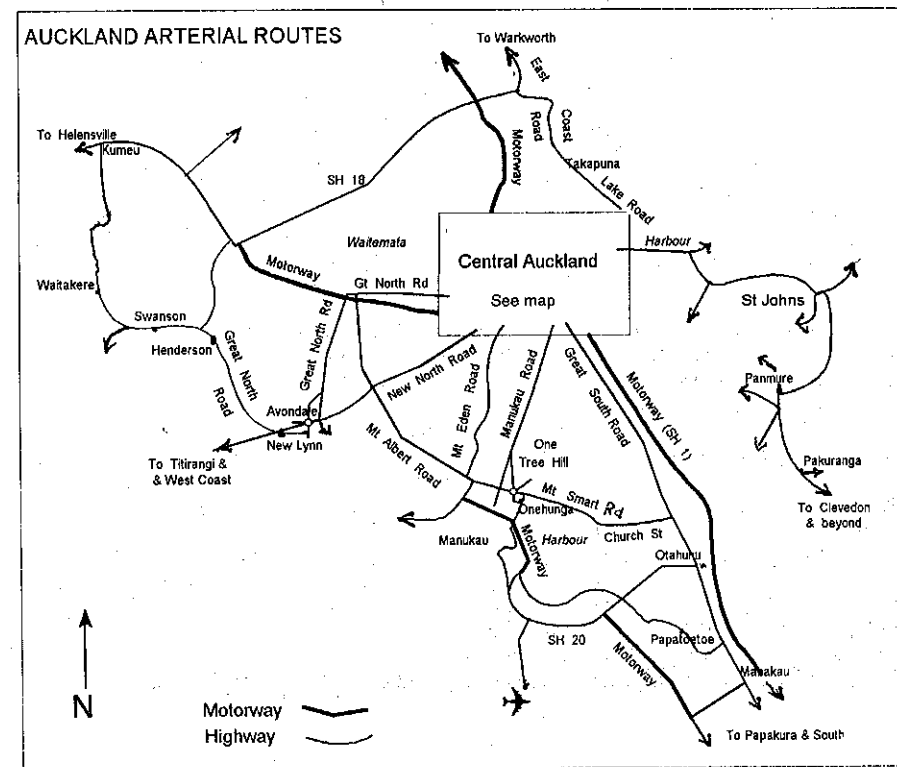 AUCKLAND ARTERIAL ROUTES
To Warkworth
East
Coast
Road
Motorway
Takapuna
Lake Road
To Helensville
Kumeu
SH 18
Waitemata
Harbour
Central Auckland
See map
Motorway
Gt North Rd
St Johns
Waitakere
Swanson
Henderson
Great North
Road
Great North Rd
New North Road
Mt Eden Road
Manukau Road
Great
South Road
Motorway (SH 1)
Panmure
Avondale
New Lynn
Mt Albert Road
One
Tree Hill
Pakuranga
To Titirangi &
& West Coast
Mt Smart Rd
Onehunga
To Clevedon
& beyond
Manukau
Harbour
Motorway
Church St
Otahuhu
SH 20
Papatoetoe
Motorway
Manakau
N
Motorway
Highway
To Papakura & South